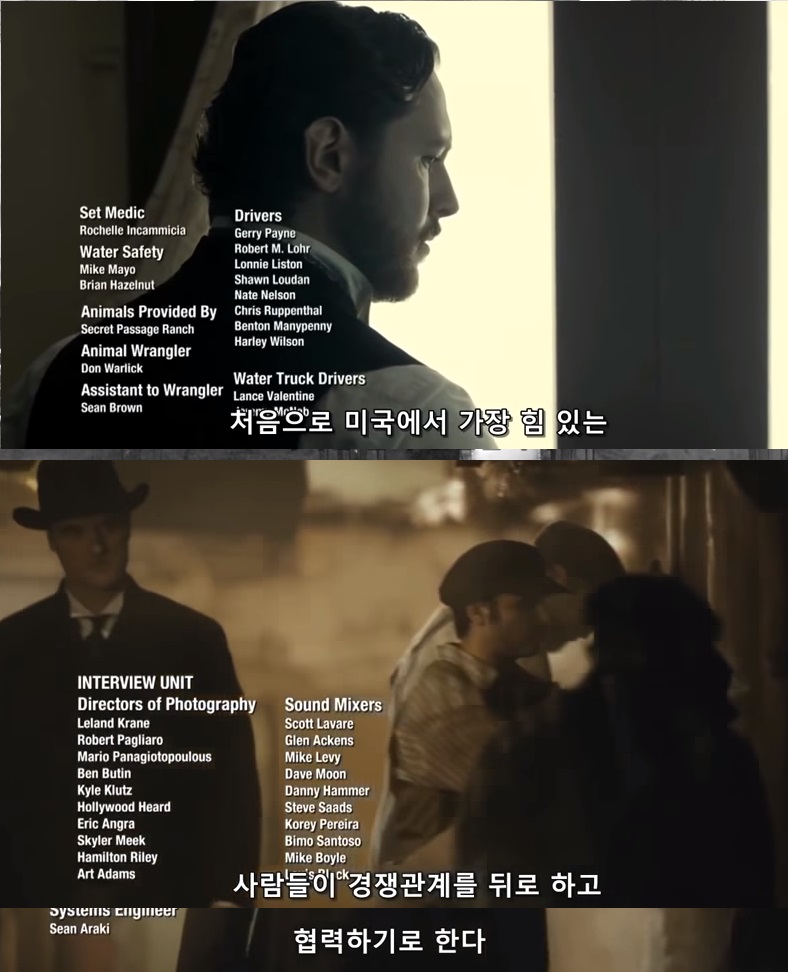 Set Medic
Rochelle Incammicia
Water Safety
Mike Mayo
Brian Hazelnut
Animals Provided By
Secret Passage Ranch
Animal Wrangler
Don Warlick
Assistant to Wrangler
Sean Brown
Drivers
Gerry Payne
Robert M. Lohr
Lonnie Liston
Shawn Loudan
Nate Nelson
Chris Ruppenthal
Benton Manypenny
Harley Wilson
Water Truck Drivers
Lance Valentine
처음으로 미국에서 가장 힘 있는
INTERVIEW UNIT
Directors of Photography
Leland Krane
Robert Pagliaro
Mario Panagiotopoulous
Ben Butin
Kyle Klutz
Hollywood Heard
Eric Angra
Skyler Meek
Hamilton Riley
Art Adams
Sound Mixers
Scott Lavare
Glen Ackens
Mike Levy
Dave Moon
Danny Hammer
Steve Saads
Korey Pereira
Bimo Santoso
Mike Boyle
사람들이 경쟁관계를 뒤로 하고
Systems Engineer
Sean Araki
협력하기로 한다